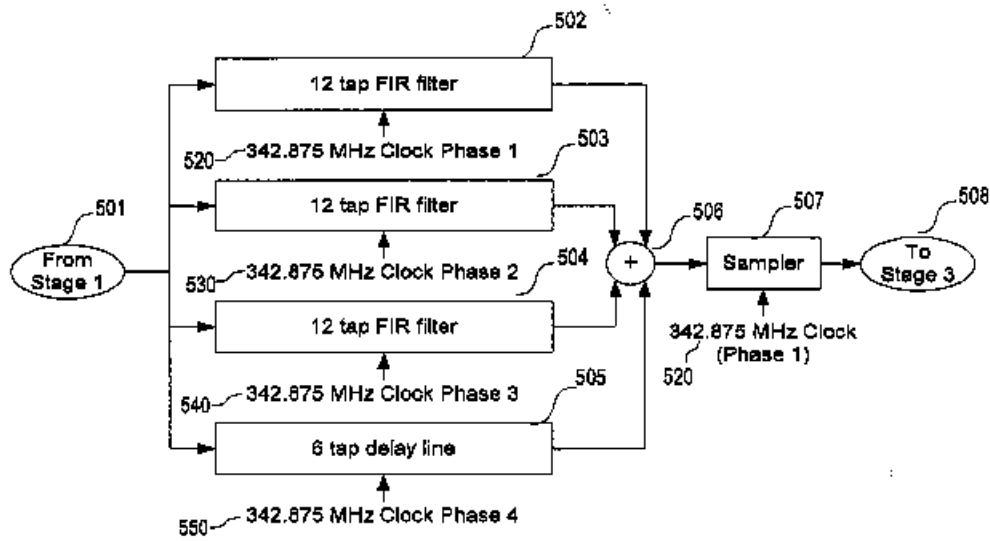 502
12 tap FIR filter
520 342.875 MHz Clock Phase 1
503
12 tap FIR filter
530 342.875 MHz Clock Phase 2
504
12 tap FIR filter
540 342.875 MHz Clock Phase 3
505
6 tap delay line
550 342.875 MHz Clock Phase 4
501
From
Stage 1
506
+
507
Sampler
342.875 MHz Clock
(Phase 1)
520
508
To
Stage 3